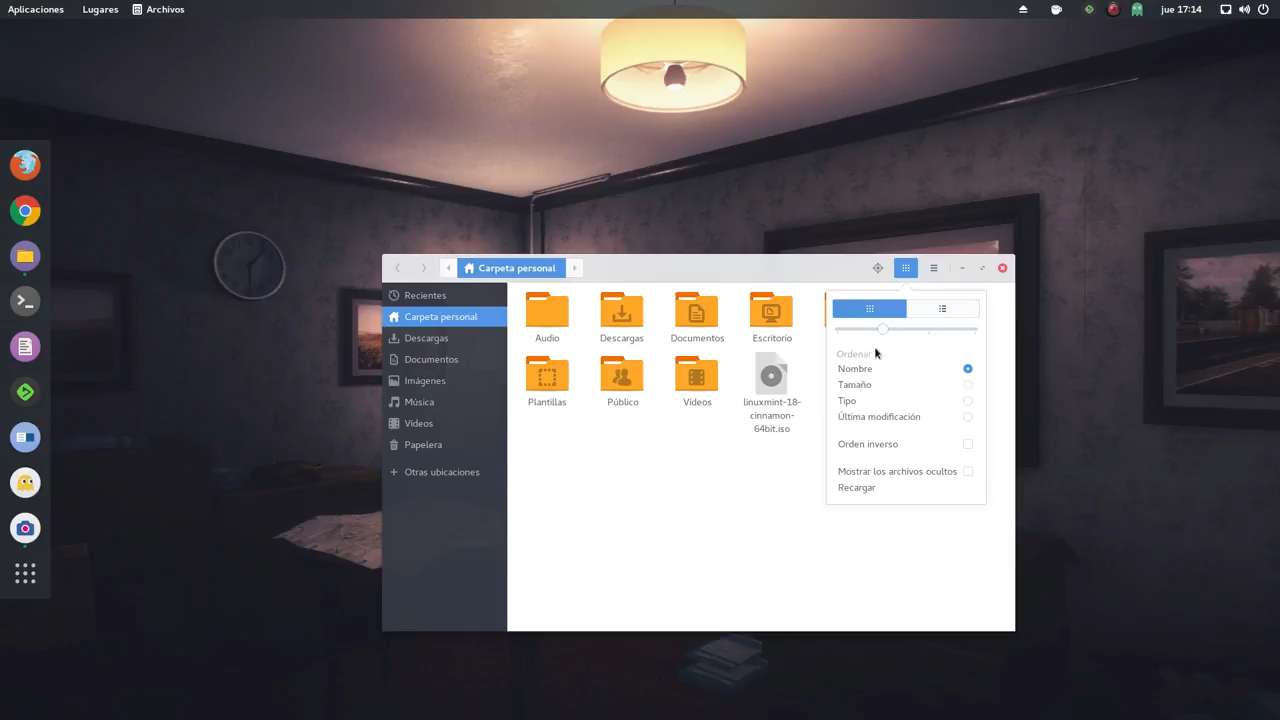 Aplicaciones Lugares Archivos jue 17:14
Carpeta personal
Recientes
Carpeta personal
Descargas
Documentos
Imágenes
Música
Vídeos
Papelera
Otras ubicaciones
Audio Descargas Documentos Escritorio
Plantillas Público Vídeos linuxmint-18-
cinnamon-
64bit.iso
Ordenar
Nombre
Tamaño
Tipo
Última modificación
Orden inverso
Mostrar los archivos ocultos
Recargar